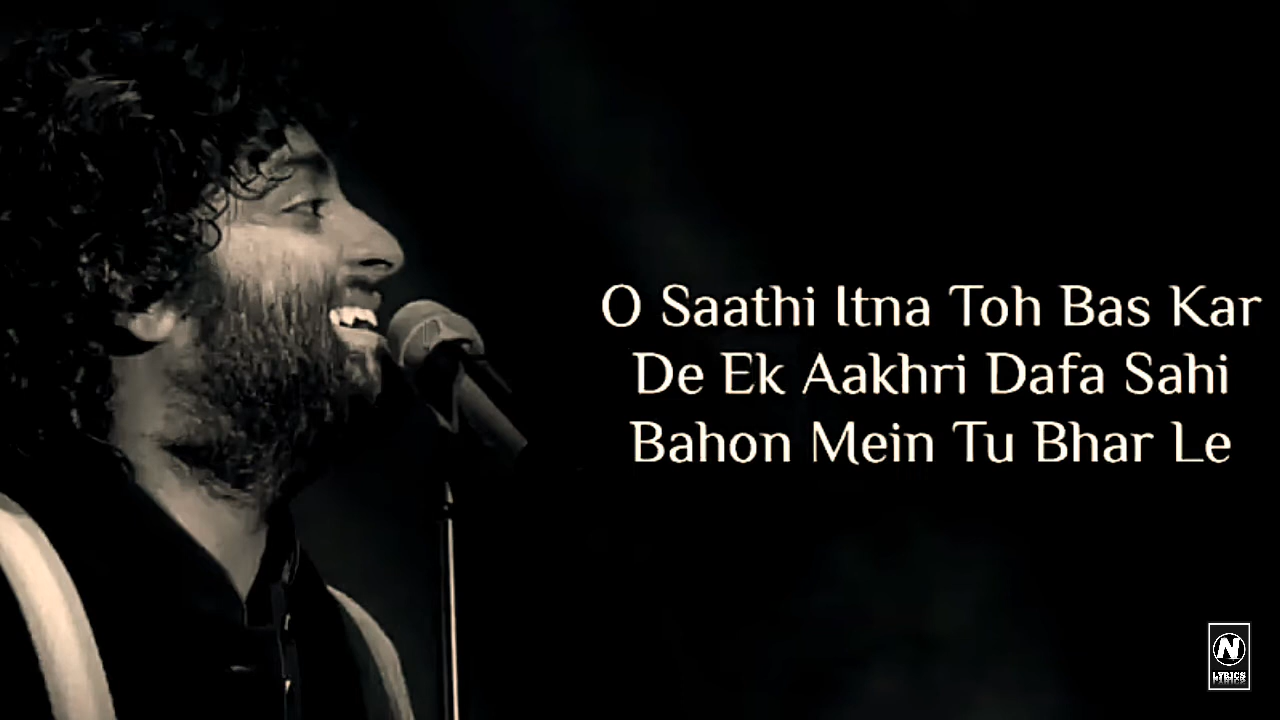 O Saathi Itna Toh Bas Kar
De Ek Aakhri Dafa Sahi
Bahon Mein Tu Bhar Le
N
LYRICS